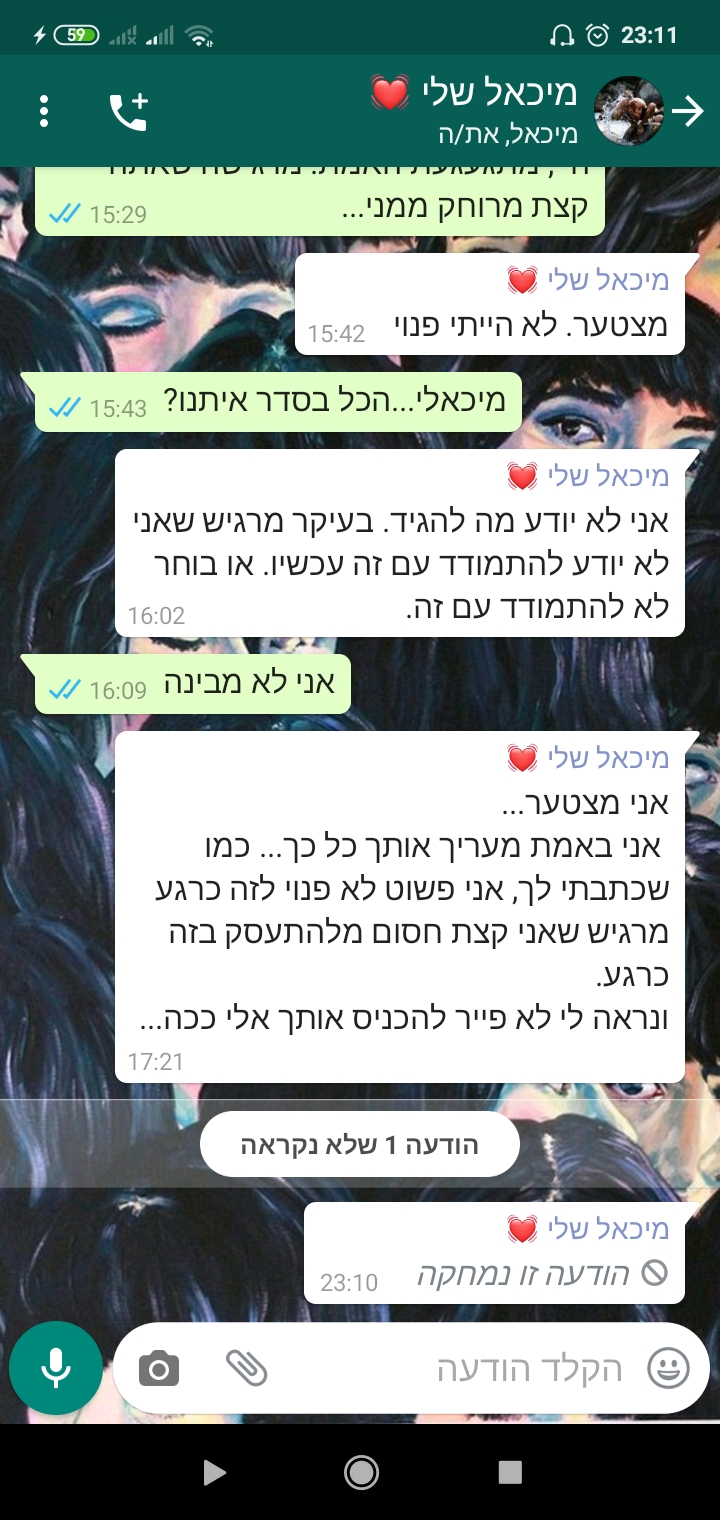 59
23:11
מיכאל שלי
מיכאל, את/ה
קצת מרוחק ממני...
15:29
מיכאל שלי
מצטער. לא הייתי פנוי
15:42
מיכאלי...הכל בסדר איתנו?
15:43
מיכאל שלי
אני לא יודע מה להגיד. בעיקר מרגיש שאני
לא יודע להתמודד עם זה עכשיו. או בוחר
לא להתמודד עם זה.
16:02
אני לא מבינה
16:09
מיכאל שלי
אני מצטער...
אני באמת מעריך אותך כל כך... כמו
שכתבתי לך, אני פשוט לא פנוי לזה כרגע
מרגיש שאני קצת חסום מלהתעסק בזה
כרגע.
ונראה לי לא פייר להכניס אותך אלי ככה...
17:21
הודעה 1 שלא נקראה
מיכאל שלי
הודעה זו נמחקה
23:10
הקלד הודעה